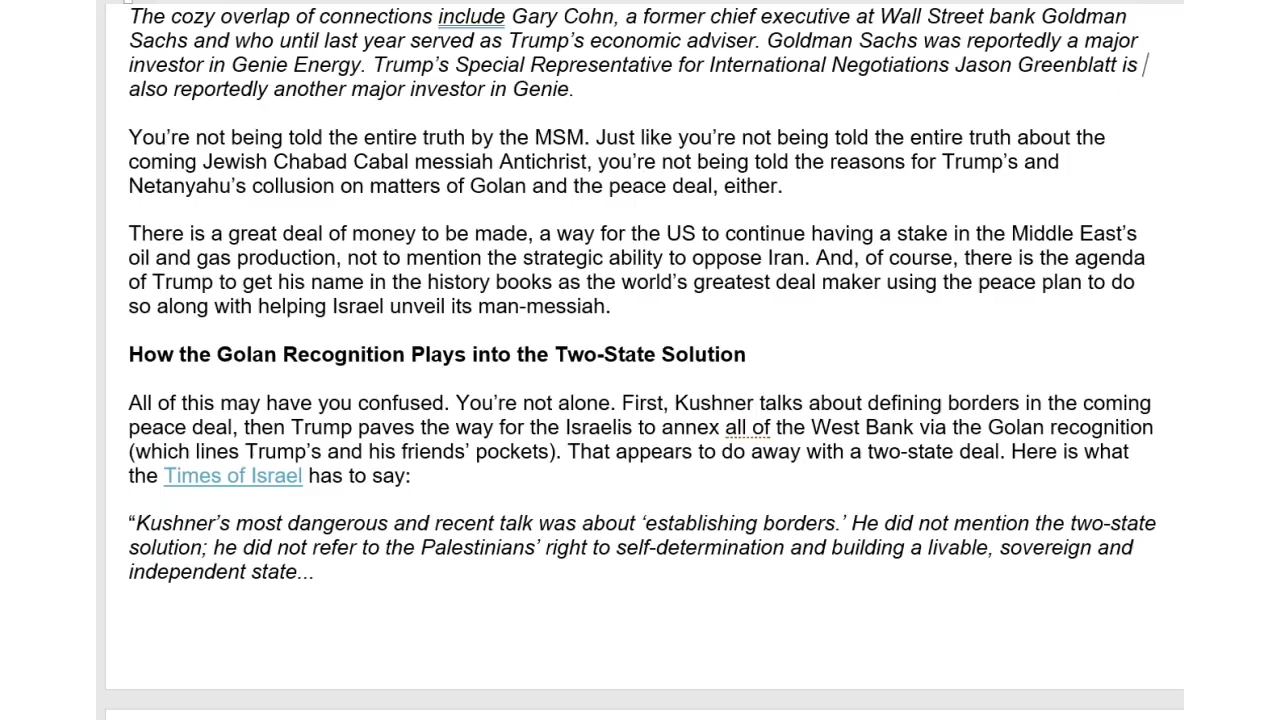 The cozy overlap of connections include Gary Cohn, a former chief executive at Wall Street bank Goldman
Sachs and who until last year served as Trump’s economic adviser. Goldman Sachs was reportedly a major
investor in Genie Energy. Trump’s Special Representative for International Negotiations Jason Greenblatt is
also reportedly another major investor in Genie.
You’re not being told the entire truth by the MSM. Just like you’re not being told the entire truth about the
coming Jewish Chabad Cabal messiah Antichrist, you’re not being told the reasons for Trump’s and
Netanyahu’s collusion on matters of Golan and the peace deal, either.
There is a great deal of money to be made, a way for the US to continue having a stake in the Middle East’s
oil and gas production, not to mention the strategic ability to oppose Iran. And, of course, there is the agenda
of Trump to get his name in the history books as the world’s greatest deal maker using the peace plan to do
so along with helping Israel unveil its man-messiah.
How the Golan Recognition Plays into the Two-State Solution
All of this may have you confused. You’re not alone. First, Kushner talks about defining borders in the coming
peace deal, then Trump paves the way for the Israelis to annex all of the West Bank via the Golan recognition
(which lines Trump’s and his friends’ pockets). That appears to do away with a two-state deal. Here is what
the Times of Israel has to say:
“Kushner’s most dangerous and recent talk was about ‘establishing borders.’ He did not mention the two-state
solution; he did not refer to the Palestinians’ right to self-determination and building a livable, sovereign and
independent state...